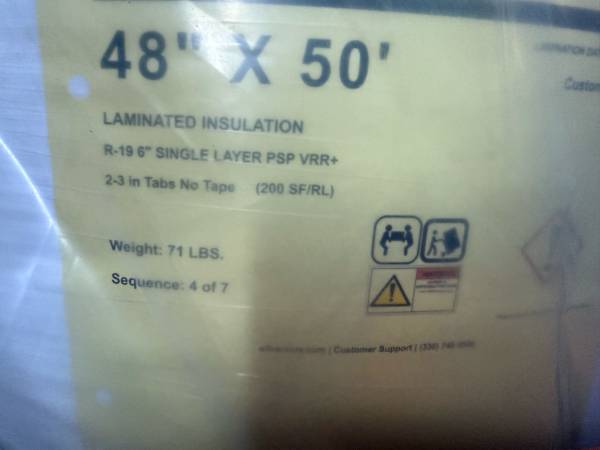 48" X 50'
LAMINATED INSULATION
R-19 6" SINGLE LAYER PSP VRR+
2-3 in Tabs No Tape (200 SF/RL)
Weight: 71 LBS.
Sequence: 4 of 7
| Customer Support | (330)